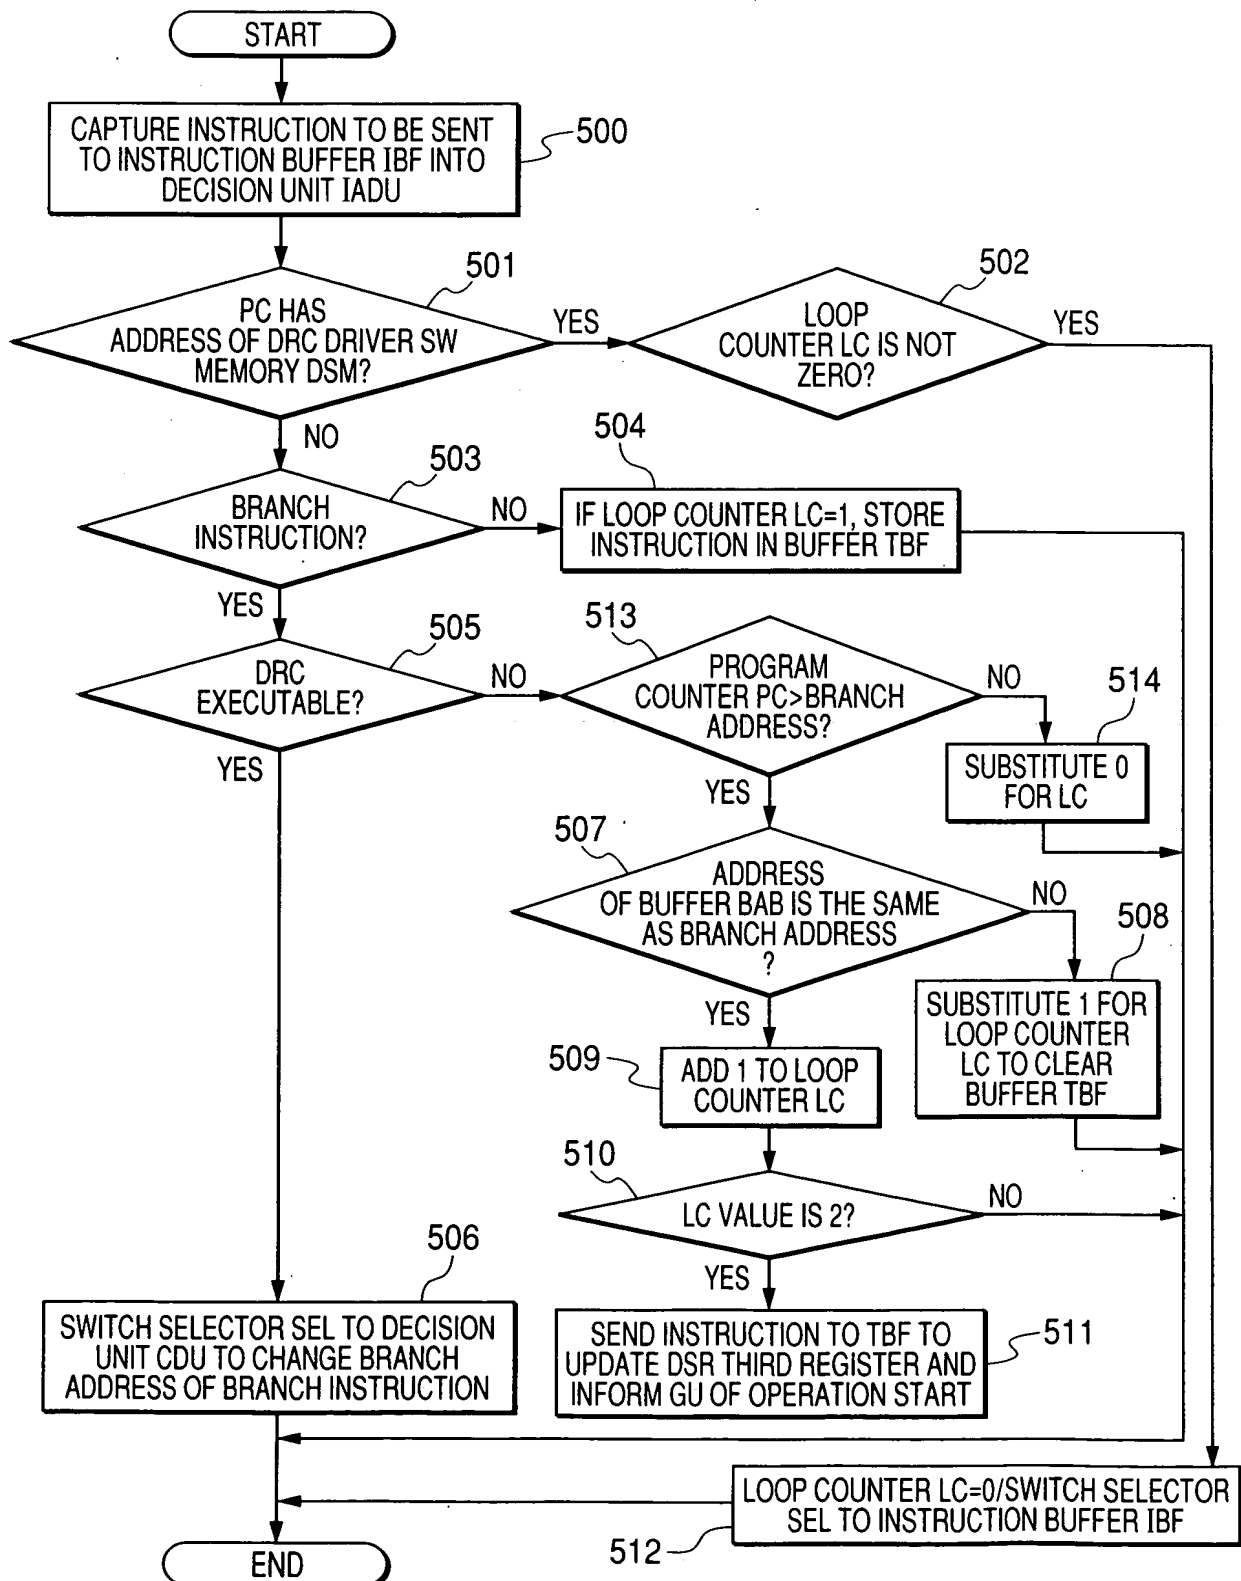 START
CAPTURE INSTRUCTION TO BE SENT
TO INSTRUCTION BUFFER IBF INTO
DECISION UNIT IADU
500
501
PC HAS
ADDRESS OF DRC DRIVER SW
MEMORY DSM?
YES
502
LOOP
COUNTER LC IS NOT
ZERO?
YES
NO
503
BRANCH
INSTRUCTION?
NO
504
IF LOOP COUNTER LC=1, STORE
INSTRUCTION IN BUFFER TBF
YES
505
DRC
EXECUTABLE?
NO
513
PROGRAM
COUNTER PC>BRANCH
ADDRESS?
NO
514
SUBSTITUTE 0
FOR LC
YES
YES
507
ADDRESS
OF BUFFER BAB IS THE SAME
AS BRANCH ADDRESS
?
NO
508
SUBSTITUTE 1 FOR
LOOP COUNTER
LC TO CLEAR
BUFFER TBF
YES
509
ADD 1 TO LOOP
COUNTER LC
510
LC VALUE IS 2?
NO
YES
506
SWITCH SELECTOR SEL TO DECISION
UNIT CDU TO CHANGE BRANCH
ADDRESS OF BRANCH INSTRUCTION
SEND INSTRUCTION TO TBF TO
UPDATE DSR THIRD REGISTER AND
INFORM GU OF OPERATION START
511
LOOP COUNTER LC=0/SWITCH SELECTOR
SEL TO INSTRUCTION BUFFER IBF
512
END